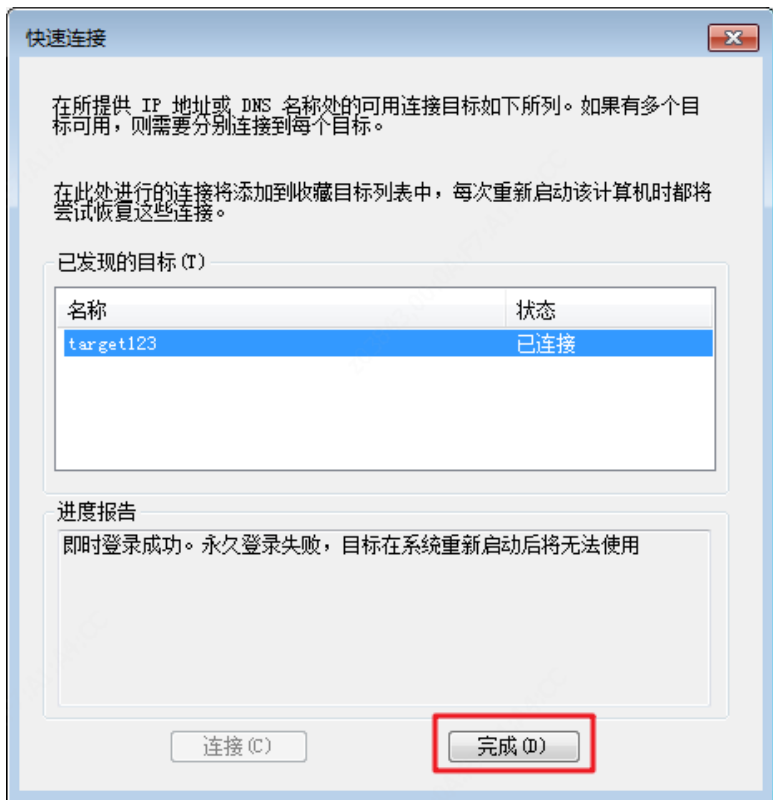 快速连接
在所提供 IP 地址或 DNS 名称处的可用连接目标如下所列。如果有多个目
标可用，则需要分别连接到每个目标。
在此处进行的连接将添加到收藏目标列表中，每次重新启动该计算机时都将
尝试恢复这些连接。
已发现的目标(T)
名称 状态
target123 已连接
进度报告
即时登录成功。永久登录失败，目标在系统重新启动后将无法使用
连接(C) 完成(D)